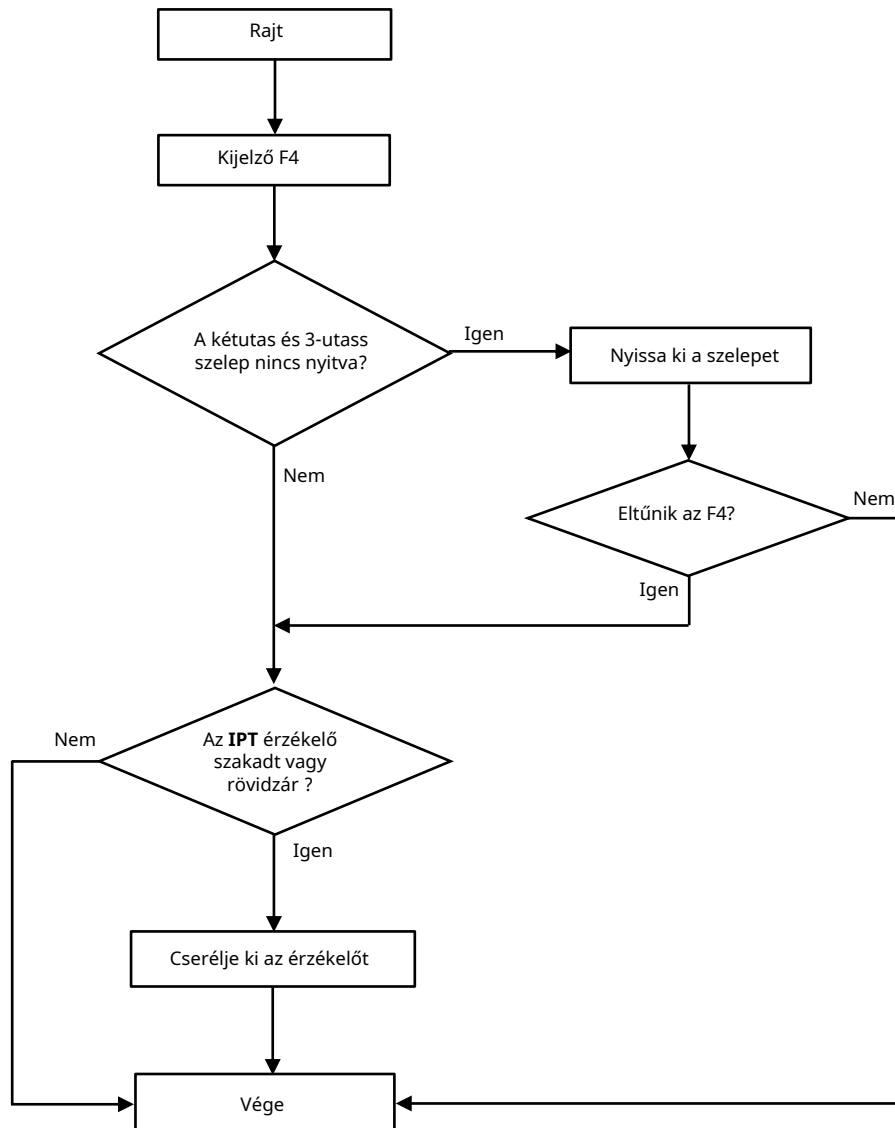 Rajt
Kijelző F4
A kétutas és 3-utass
szelep nincs nyitva?
Igen
Nyissa ki a szelepet
Nem
Eltűnik az F4?
Nem
Igen
Nem
Az IPT érzékelő
szakadt vagy
rövidzár ?
Igen
Cserélje ki az érzékelőt
Vége